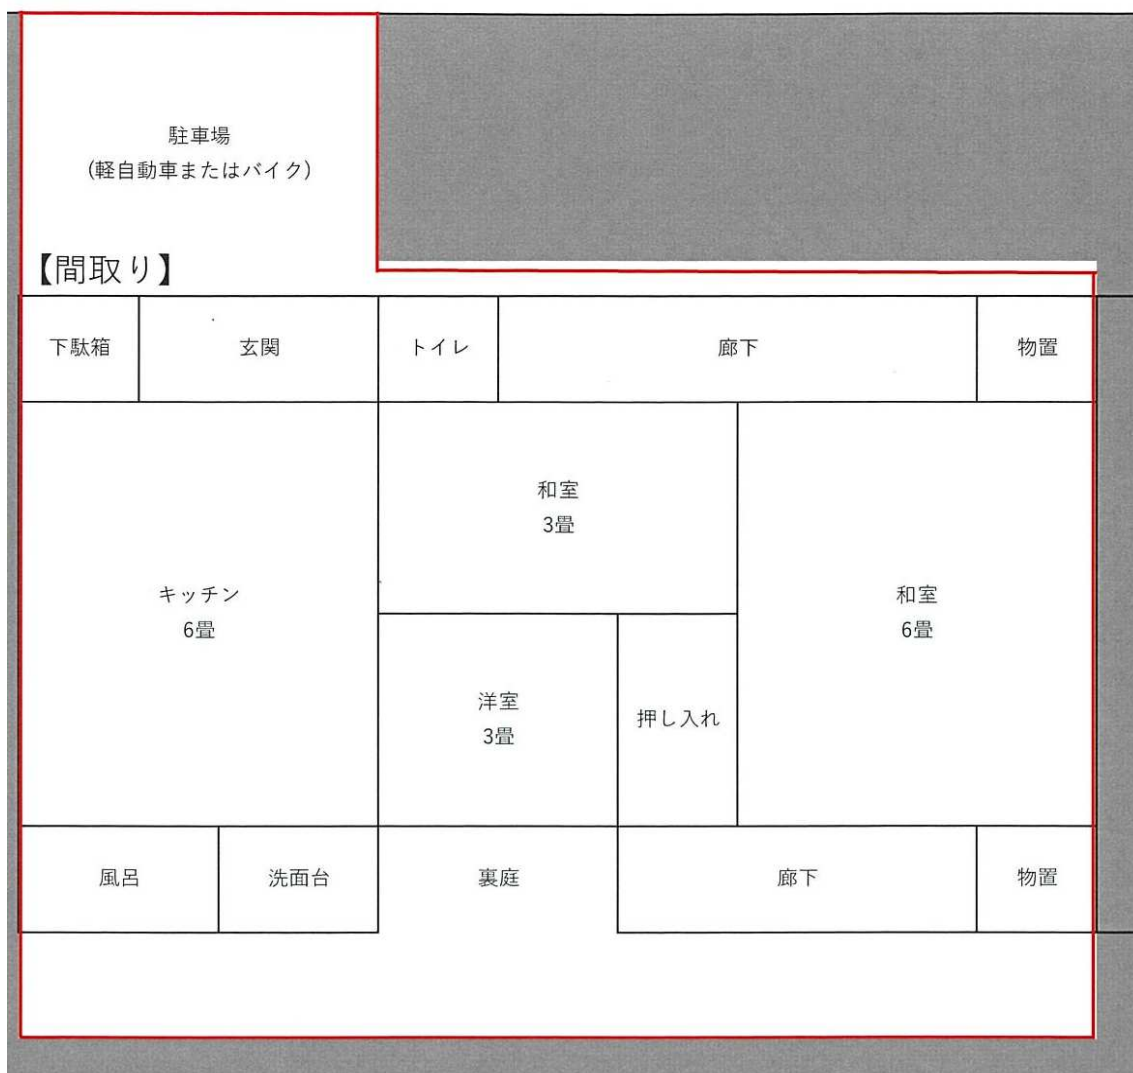 駐車場
(軽自動車またはバイク)
【間取り】
下駄箱
玄関
トイレ
廊下
物置
和室
3畳
キッチン
6畳
和室
6畳
洋室
3畳
押し入れ
風呂
洗面台
裏庭
廊下
物置